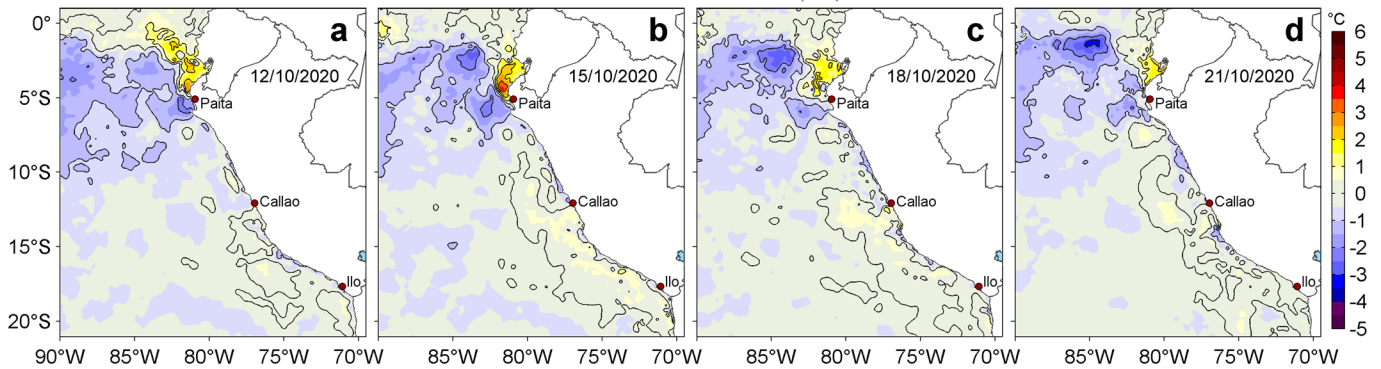 a
b
c
d
°C
12/10/2020
15/10/2020
18/10/2020
21/10/2020
Paita
Paita
Paita
Paita
Callao
Callao
Callao
Callao
Ilo
Ilo
Ilo
Ilo
0°
5°S
10°S
15°S
20°S
90°W 85°W 80°W 75°W 70°W
85°W 80°W 75°W 70°W
85°W 80°W 75°W 70°W
85°W 80°W 75°W 70°W
6
5
4
3
2
1
0
-1
-2
-3
-4
-5